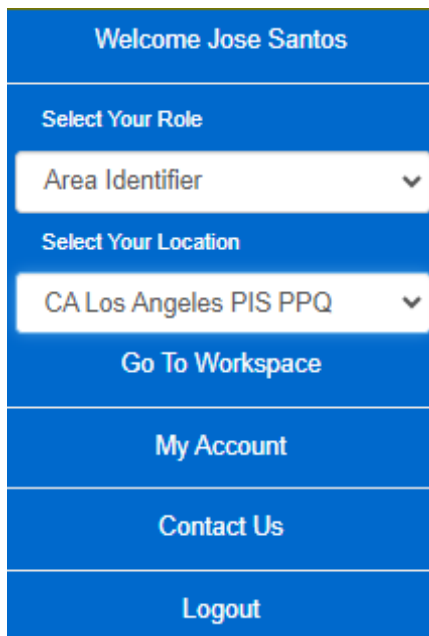 Welcome Jose Santos
Select Your Role
Area Identifier
Select Your Location
CA Los Angeles PIS PPQ
Go To Workspace
My Account
Contact Us
Logout